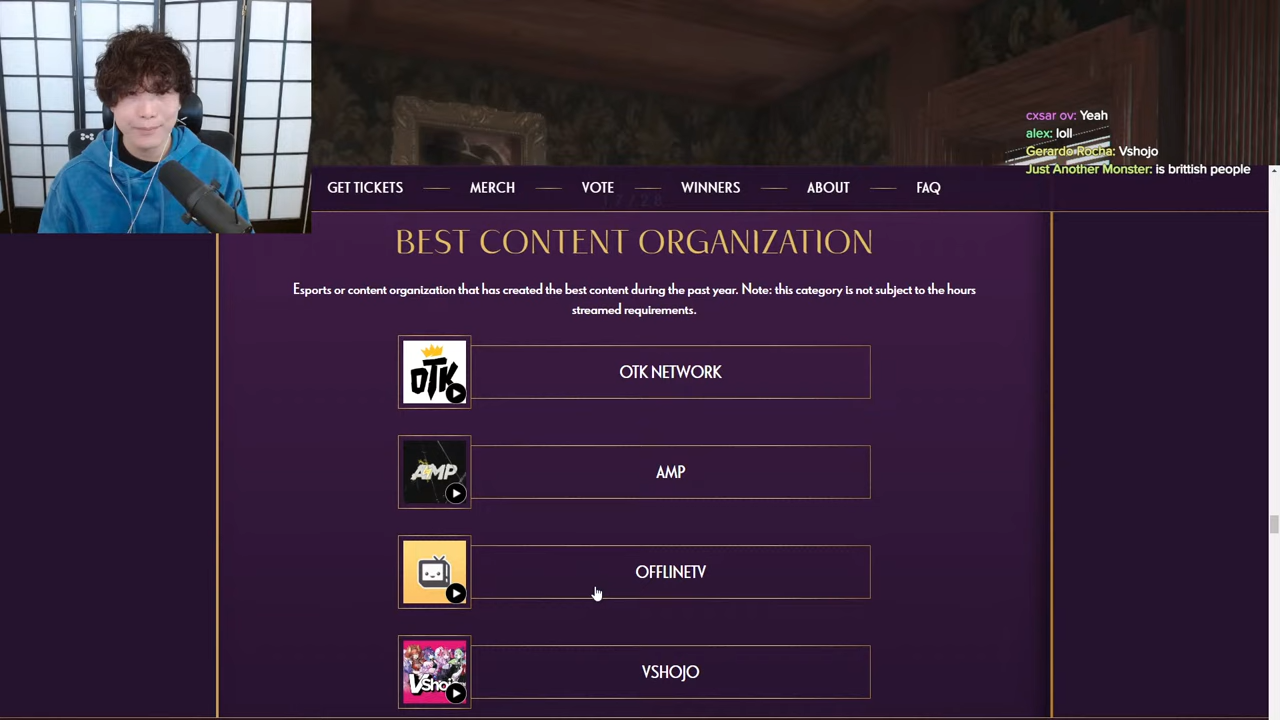 cxsar ov: Yeah
alex: loll
Gerardo Rocha: Vshojo
Just Another Monster: is brittish people
GET TICKETS MERCH VOTE WINNERS ABOUT FAQ
BEST CONTENT ORGANIZATION
Esports or content organization that has created the best content during the past year. Note: this category is not subject to the hours
streamed requirements.
OTK
OTK NETWORK
AMP
AMP
OFFLINETV
VShojo
VSHOJO